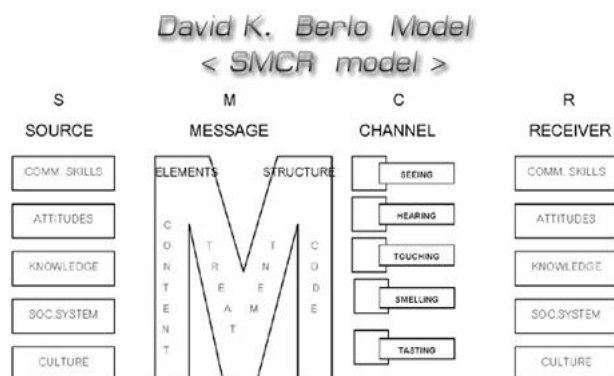 David K. Berlo Model
< SMCR model >
S M C R
SOURCE MESSAGE CHANNEL RECEIVER
COMM. SKILLS
ATTITUDES
KNOWLEDGE
SOC.SYSTEM
CULTURE
ELEMENTS STRUCTURE
CONTENT
TREATMENT
CODE
SEEING
HEARING
TOUCHING
SMELLING
TASTING
COMM. SKILLS
ATTITUDES
KNOWLEDGE
SOC.SYSTEM
CULTURE